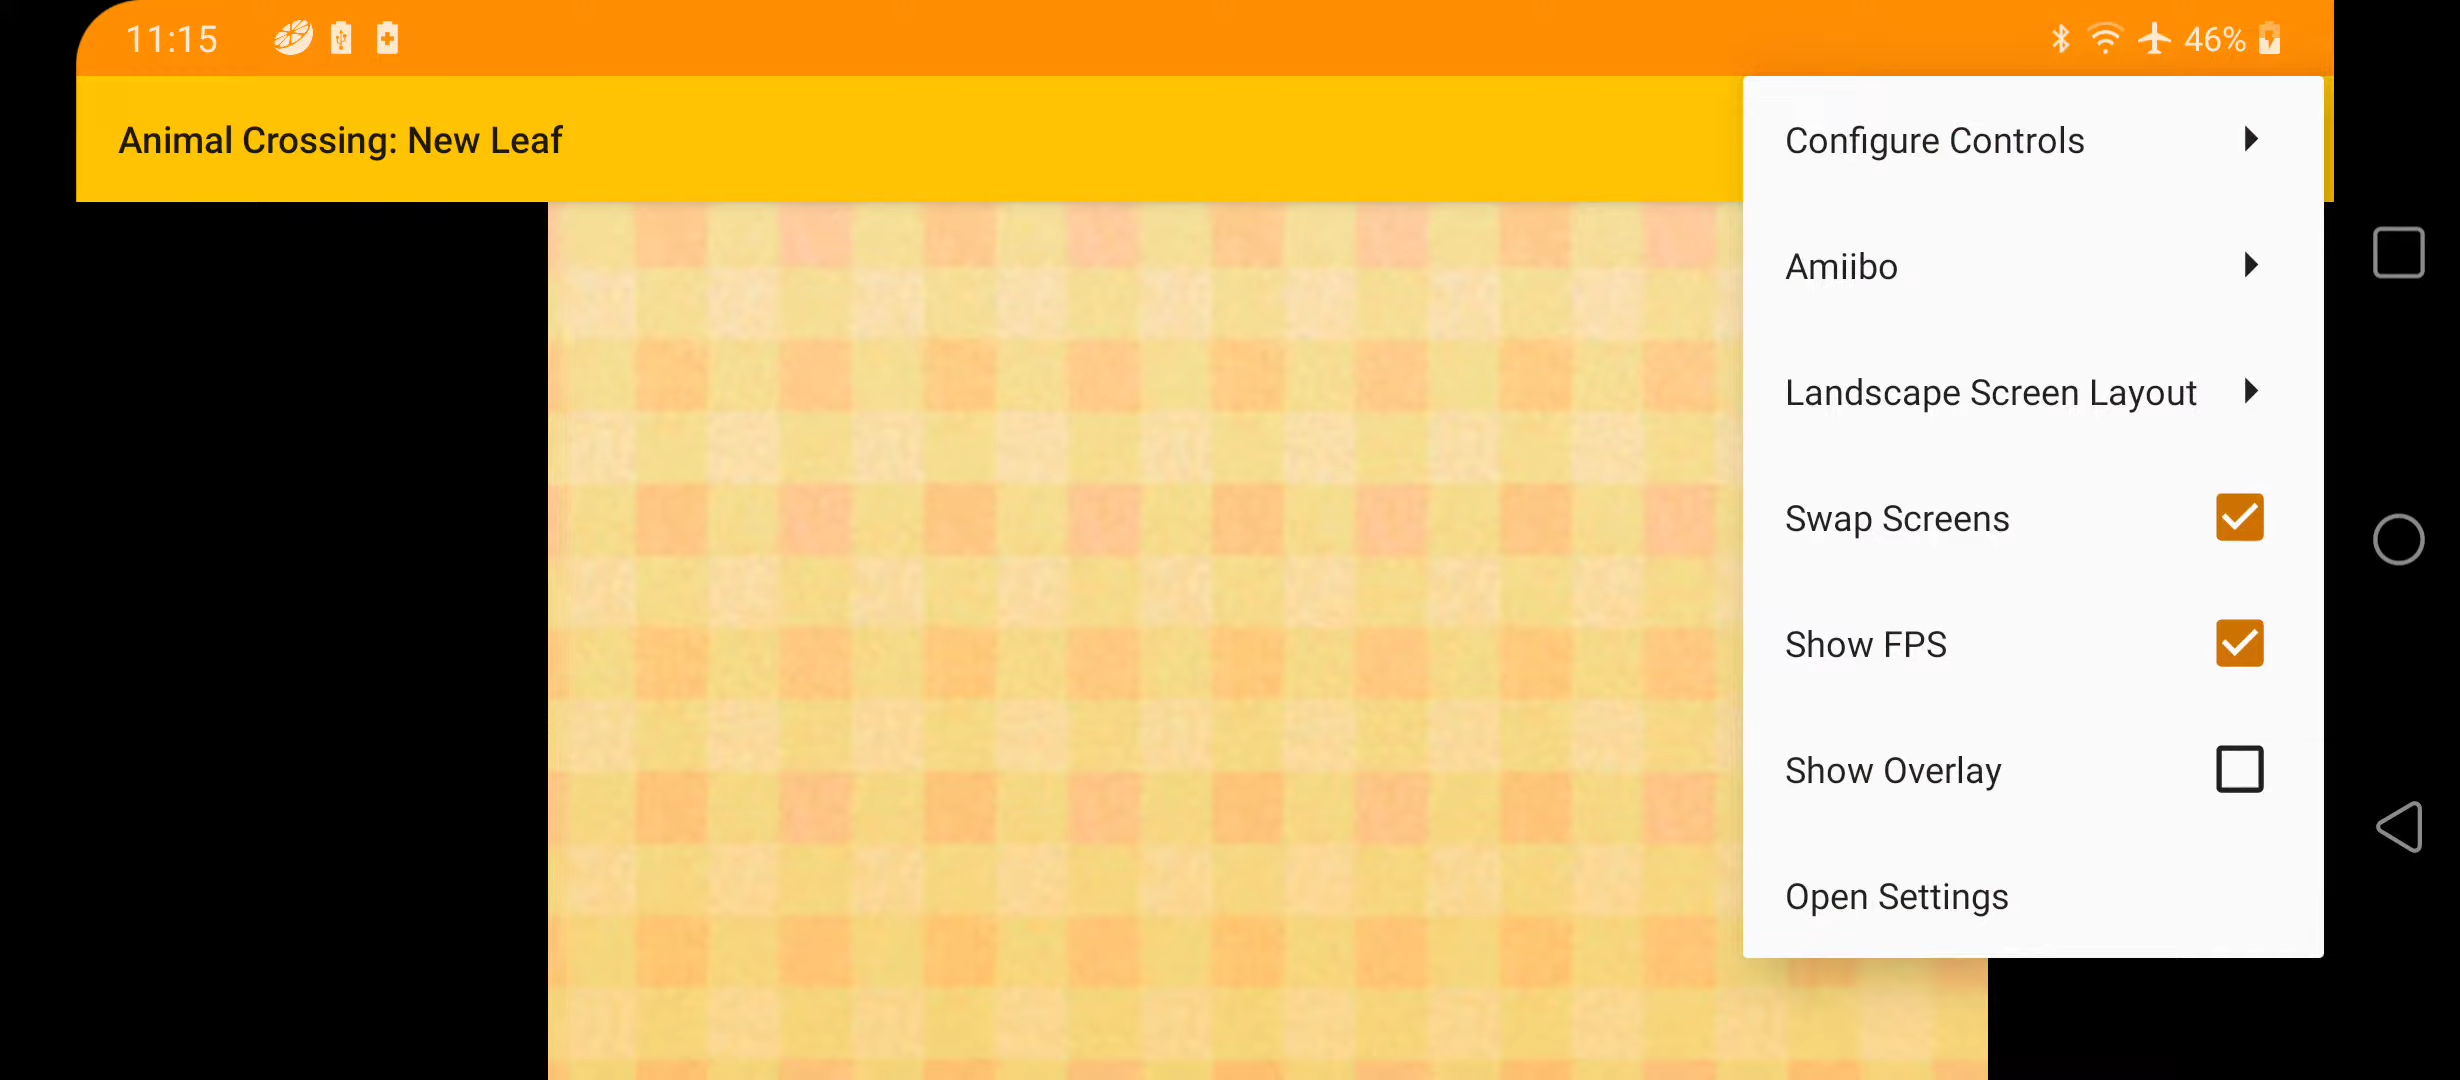 11:15
46%
Animal Crossing: New Leaf
Configure Controls
Amiibo
Landscape Screen Layout
Swap Screens
Show FPS
Show Overlay
Open Settings